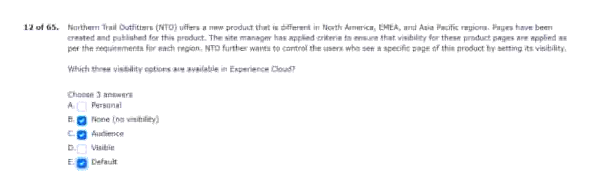 12 of 65. Northern Trail Outfitters (NTO) offers a new product that is different in North America, EMEA, and Asia Pacific regions. Pages have been
created and published for this product. The site manager has applied criteria to ensure that visibility for these product pages are applied as
per the requirements for each region. NTO further wants to control the users who see a specific page of this product by setting its visibility.
Which three visibility options are available in Experience Cloud?
Choose 3 answers
A. Personal
B. None (no visibility)
C. Audience
D. Visible
E. Default